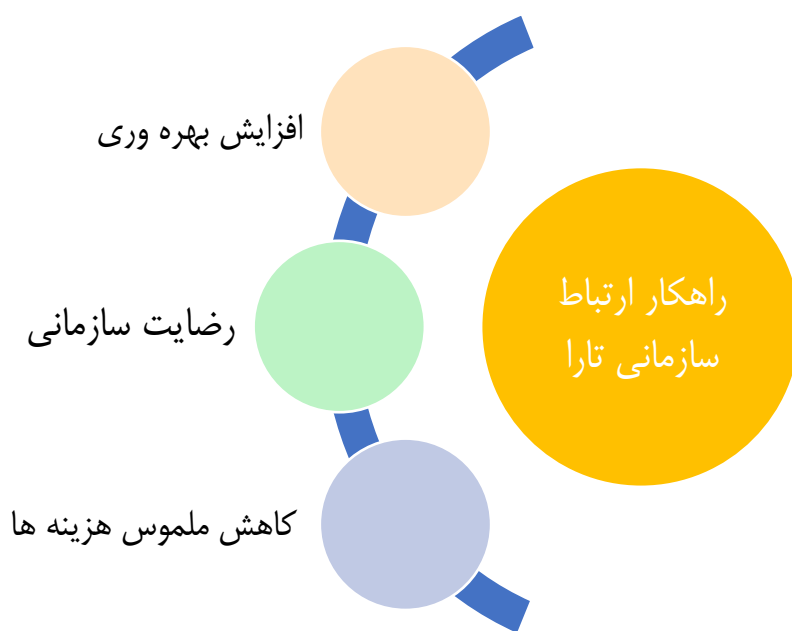 افزایش بهره وری
رضایت سازمانی
کاهش ملموس هزینه ها
راهکار ارتباط
سازمانی تارا